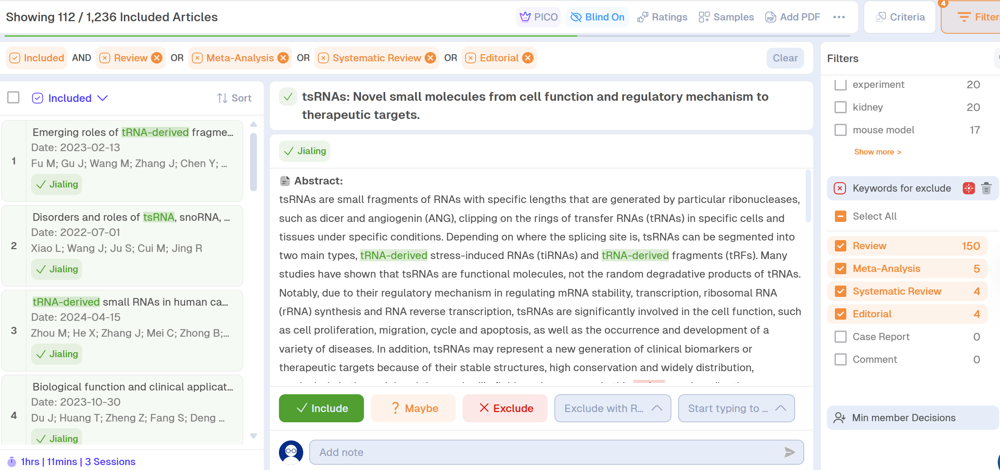 Showing 112 / 1,236 Included Articles
PICO
Blind On
Ratings
Samples
PDF
Add PDF
Criteria
4
Filter
Included AND Review OR Meta-Analysis OR Systematic Review OR Editorial
Clear
Included
Sort
1
Emerging roles of tRNA-derived fragme...
Date: 2023-02-13
Fu M; Gu J; Wang M; Zhang J; Chen Y; ...
Jialing
2
Disorders and roles of tsRNA, snoRNA, ...
Date: 2022-07-01
Xiao L; Wang J; Ju S; Cui M; Jing R
Jialing
3
tRNA-derived small RNAs in human ca...
Date: 2024-04-15
Zhou M; He X; Zhang J; Mei C; Zhong B;...
Jialing
4
Biological function and clinical applicat...
Date: 2023-10-30
Du J; Huang T; Zheng Z; Fang S; Deng ...
Jialing
1hrs | 11mins | 3 Sessions
tsRNAs: Novel small molecules from cell function and regulatory mechanism to
therapeutic targets.
Jialing
Abstract:
tsRNAs are small fragments of RNAs with specific lengths that are generated by particular ribonucleases,
such as dicer and angiogenin (ANG), clipping on the rings of transfer RNAs (tRNAs) in specific cells and
tissues under specific conditions. Depending on where the splicing site is, tsRNAs can be segmented into
two main types, tRNA-derived stress-induced RNAs (tiRNAs) and tRNA-derived fragments (tRFs). Many
studies have shown that tsRNAs are functional molecules, not the random degradative products of tRNAs.
Notably, due to their regulatory mechanism in regulating mRNA stability, transcription, ribosomal RNA
(rRNA) synthesis and RNA reverse transcription, tsRNAs are significantly involved in the cell function, such
as cell proliferation, migration, cycle and apoptosis, as well as the occurrence and development of a
variety of diseases. In addition, tsRNAs may represent a new generation of clinical biomarkers or
therapeutic targets because of their stable structures, high conservation and widely distribution,
Include
? Maybe
Exclude
Exclude with R...
Start typing to ...
Add note
Filters
experiment 20
kidney 20
mouse model 17
Show more >
Keywords for exclude
Select All
Review 150
Meta-Analysis 5
Systematic Review 4
Editorial 4
Case Report 0
Comment 0
Min member Decisions